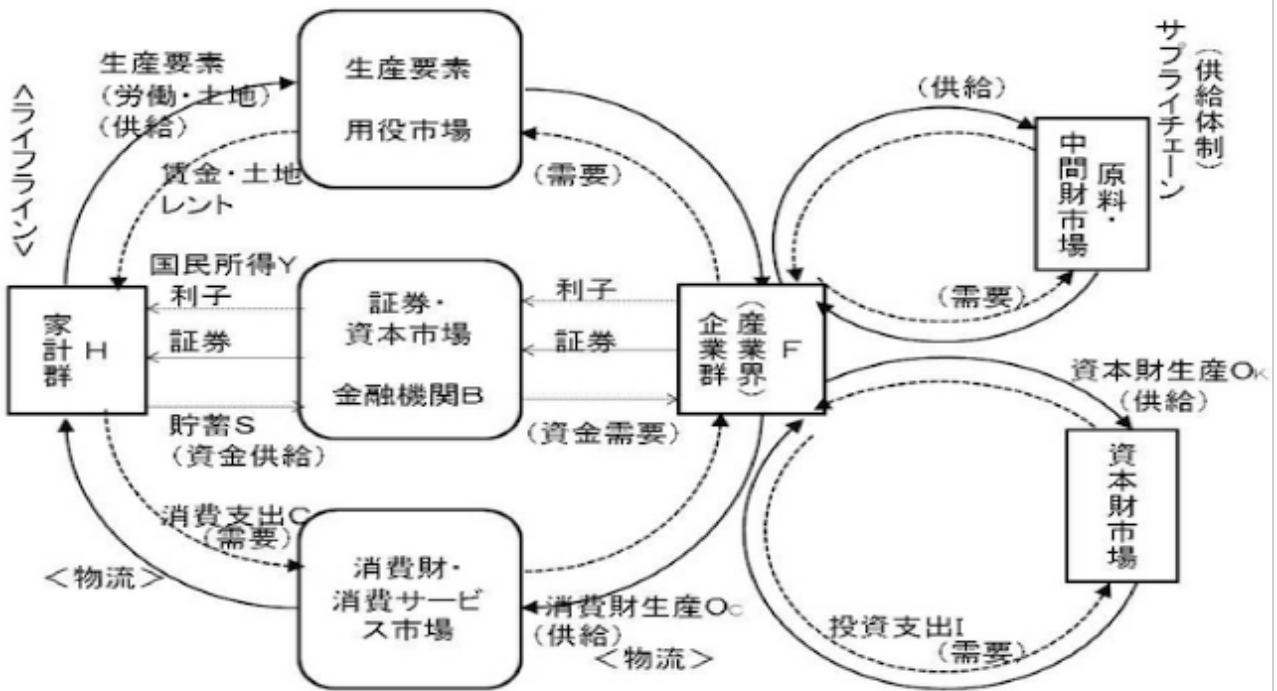 生産要素
(労働・土地)
(供給)
<ライフライン>
生産要素
用役市場
賃金・土地
レント
(需要)
(供給)
サプライチェーン
(供給体制)
原料・
中間財市場
(需要)
国民所得Y
利子
証券
家計群
H
証券・
資本市場
金融機関B
利子
証券
企業群
(産業界)
F
貯蓄S
(資金供給)
(資金需要)
資本財生産OK
(供給)
資本財市場
消費支出C
(需要)
<物流>
消費財・
消費サービ
ス市場
消費財生産OC
(供給)
<物流>
投資支出I
(需要)